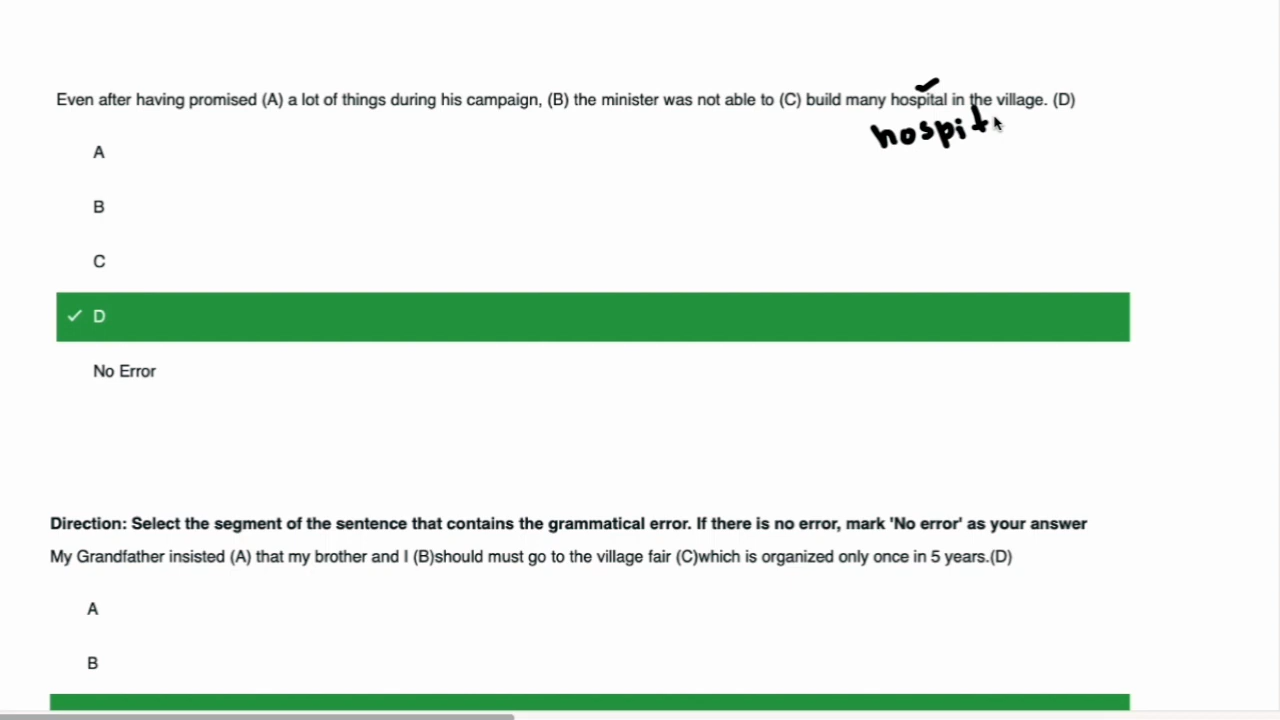 Even after having promised (A) a lot of things during his campaign, (B) the minister was not able to (C) build many hospital in the village. (D)
hospit
A
B
C
D
No Error
Direction: Select the segment of the sentence that contains the grammatical error. If there is no error, mark 'No error' as your answer
My Grandfather insisted (A) that my brother and I (B)should must go to the village fair (C)which is organized only once in 5 years.(D)
A
B